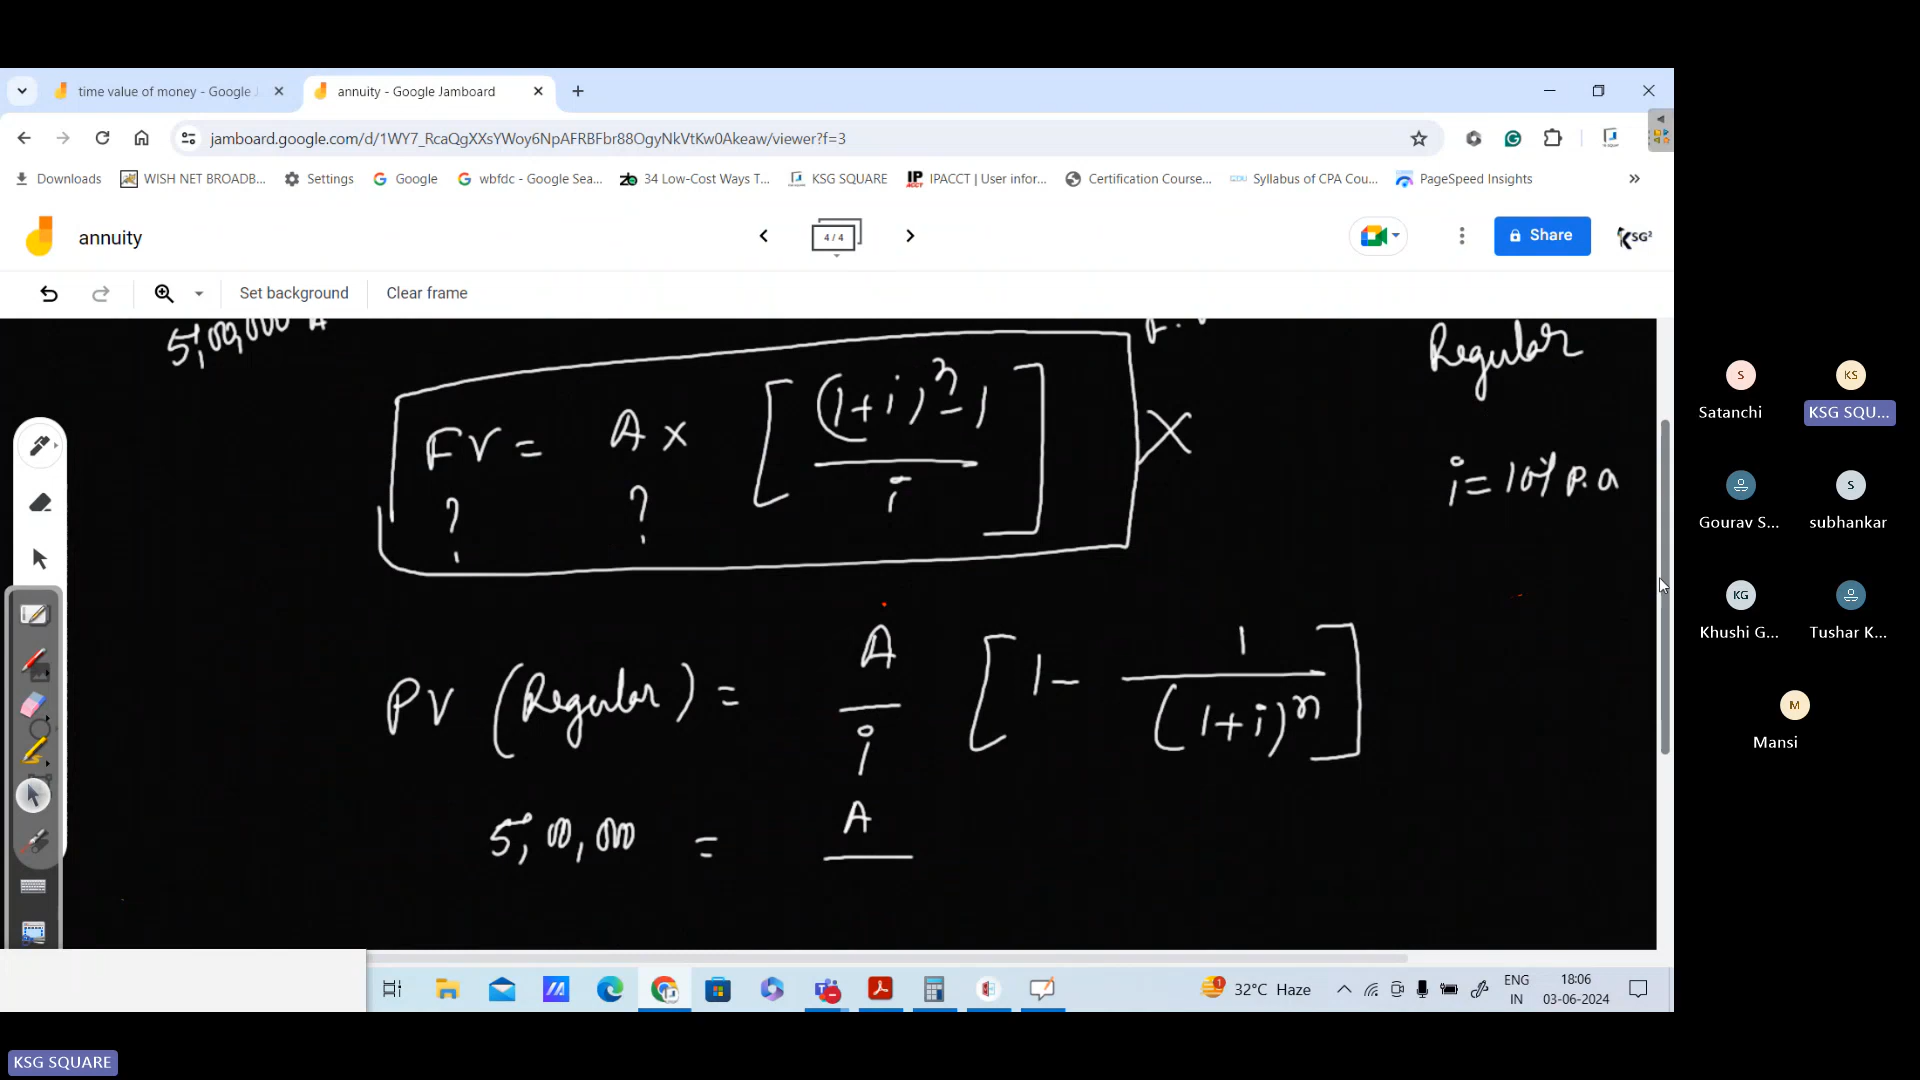 time value of money - Google J
annuity - Google Jamboard
jamboard.google.com/d/1WY7_RcaQgXXsYWoy6NpAFRBFbr88OgyNkVtKw0Akeaw/viewer?f=3
Downloads
WISH NET BROADB...
Settings
Google
wbfdc - Google Sea...
34 Low-Cost Ways T...
KSG SQUARE
IPACCT | User infor...
Certification Course...
Syllabus of CPA Cou...
PageSpeed Insights
annuity
4 / 4
Share
KSG²
Set background
Clear frame
5,00,000
Regular
FV = A x [ (1+i)^n - 1 / i ] X
? ?
i = 10% p.a
PV (Regular) = A / i [ 1 - 1 / (1+i)^n ]
5,00,000 = A
Satanchi
KS
KSG SQU...
Gourav S...
S
subhankar
KG
Khushi G...
Tushar K...
M
Mansi
32°C Haze
ENG
IN
18:06
03-06-2024
KSG SQUARE